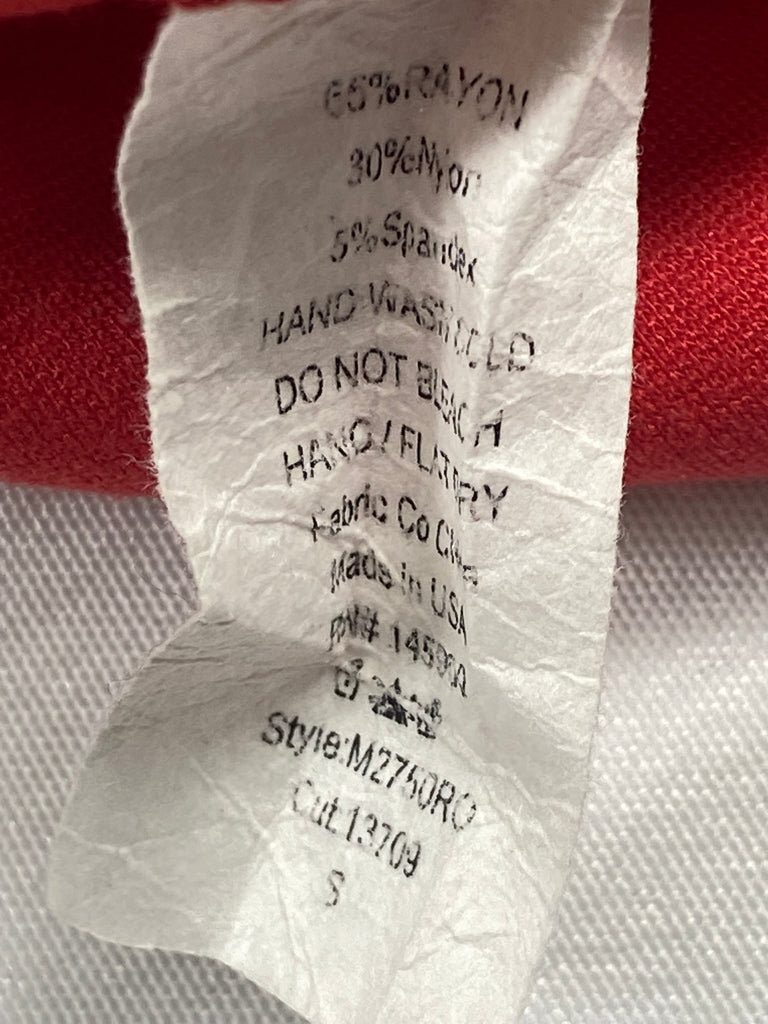 65%RAYON
30%Nylon
5%Spandex
HAND WASH COLD
DO NOT BLEACH
HANG / FLAT DRY
Fabric Co China
Made in USA
RN#
Style:M2750RO
Cut:13709
S